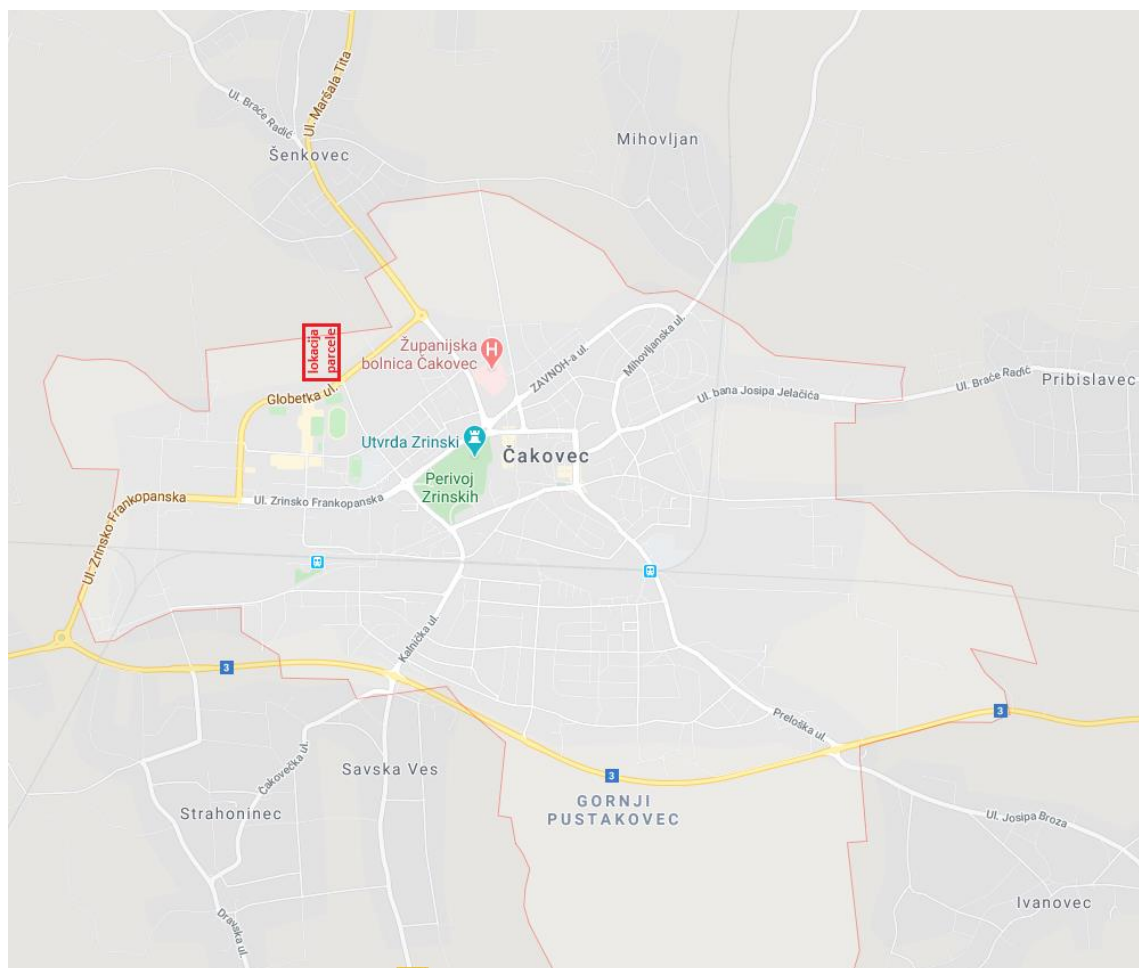 Ul. Maršala Tita
Ul. Braće Radić
Šenkovec
Mihovljan
lokacija
parcele
Županijska
bolnica Čakovec
H
ZAVNOH-a ul.
Mihovljanska ul.
Ul. bana Josipa Jelačića
Ul. Braće Radić
Pribislavec
Globetka ul.
Utvrda Zrinski
Čakovec
Perivoj
Zrinskih
Ul. Zrinsko Frankopanska
Ul. Zrinsko Frankopanska
Kalnička ul.
3
Preloška ul.
3
Čakovečka ul.
Savska Ves
3
GORNJI
PUSTAKOVEC
Strahoninec
Ul. Josipa Broza
Ivanovec
Dravska ul.